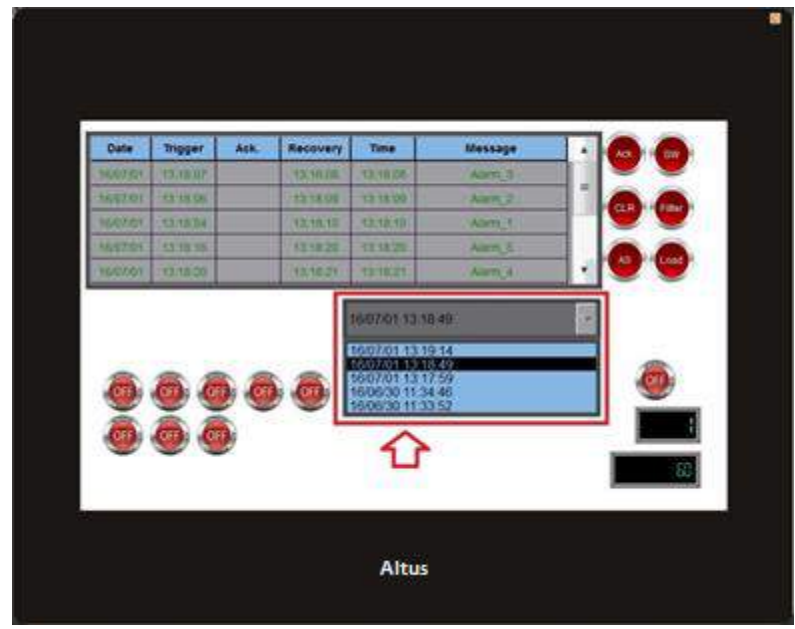 Date Trigger Ack. Recovery Time Message
16/07/01 13:18:07 13:18:08 13:18:08 Alarm_3 Ack SW
16/07/01 13:18:06 13:18:09 13:18:09 Alarm_2
16/07/01 13:18:04 13:18:10 13:18:10 Alarm_1 CLR Filter
16/07/01 13:18:20 13:18:20 Alarm_5
16/07/01 13:18:20 13:18:21 13:18:21 Alarm_4 Load
16/07/01 13:18:49
16/07/01 13:19:14
16/07/01 13:18:49
16/07/01 13:17:59
16/06/30 11:34:46
16/06/30 11:33:52
OFF OFF OFF OFF OFF OFF
OFF OFF OFF
1
60
Altus